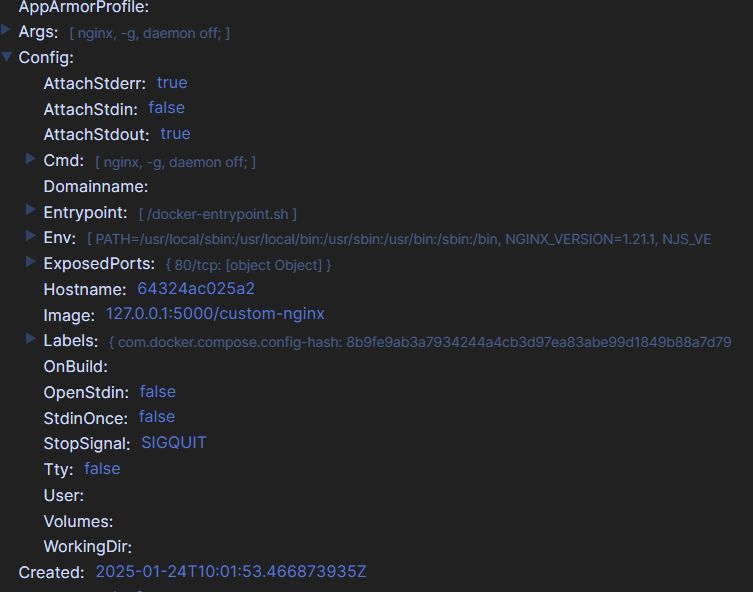 AppArmorProfile:
Args: [ nginx, -g, daemon off; ]
Config:
AttachStderr: true
AttachStdin: false
AttachStdout: true
Cmd: [ nginx, -g, daemon off; ]
Domainname:
Entrypoint: [ /docker-entrypoint.sh ]
Env: [ PATH=/usr/local/sbin:/usr/local/bin:/usr/sbin:/usr/bin:/sbin:/bin, NGINX_VERSION=1.21.1, NJS_VE
ExposedPorts: { 80/tcp: [object Object] }
Hostname: 64324ac025a2
Image: 127.0.0.1:5000/custom-nginx
Labels: { com.docker.compose.config-hash: 8b9fe9ab3a7934244a4cb3d97ea83abe99d1849b88a7d79
OnBuild:
OpenStdin: false
StdinOnce: false
StopSignal: SIGQUIT
Tty: false
User:
Volumes:
WorkingDir:
Created: 2025-01-24T10:01:53.466873935Z